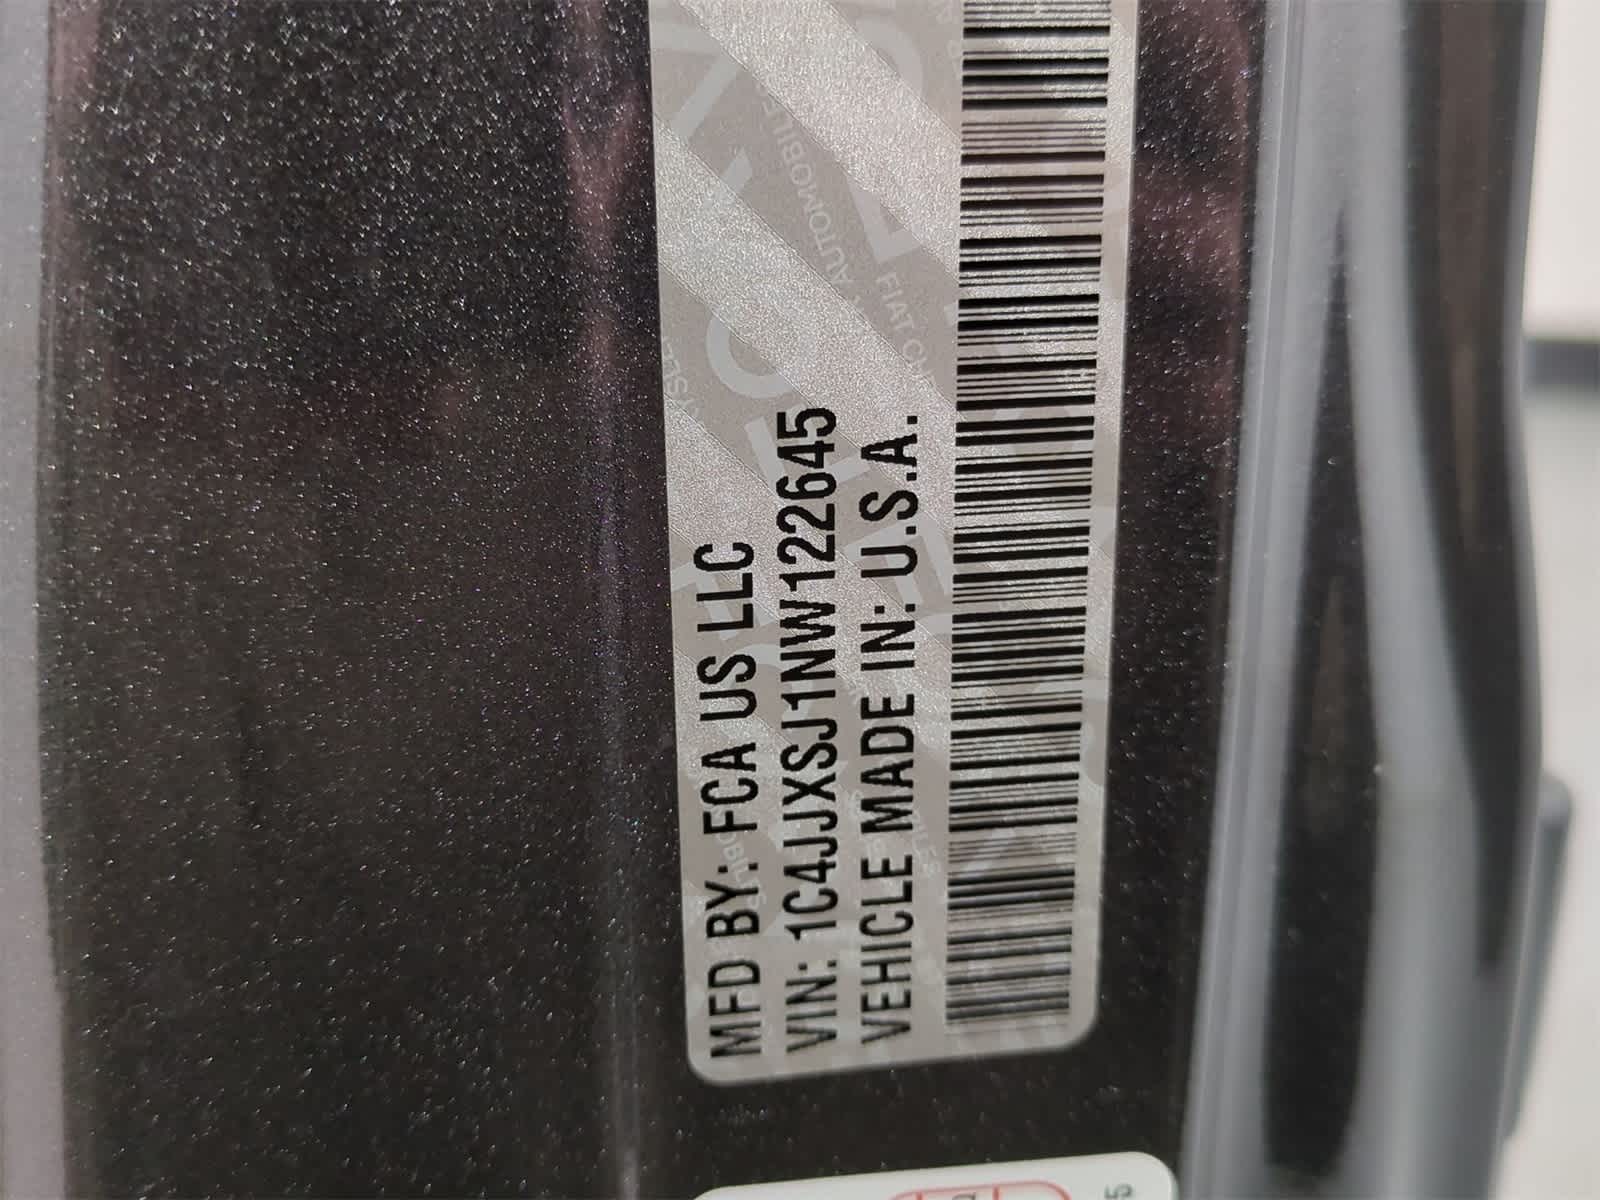 MFD BY: FCA US LLC
VIN: 1C4JJXSJ1NW122645
VEHICLE MADE IN: U.S.A.